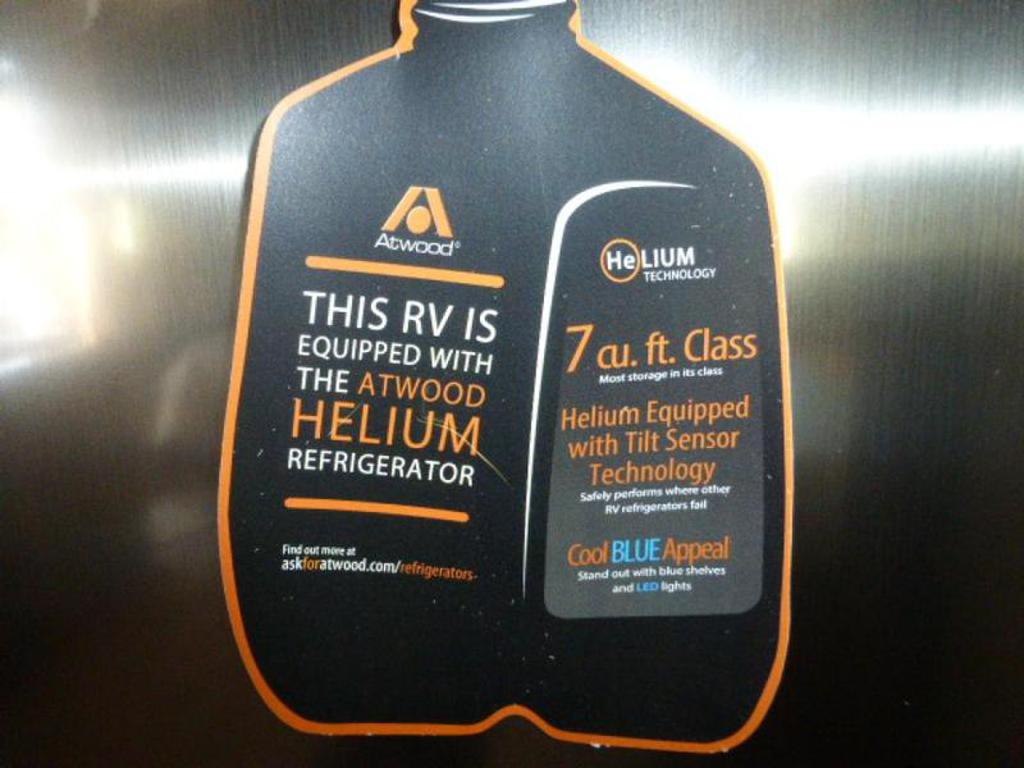 Atwood®
THIS RV IS
EQUIPPED WITH
THE ATWOOD
HELIUM
REFRIGERATOR
Find out more at
askforatwood.com/refrigerators
HeLIUM
TECHNOLOGY
7 cu. ft. Class
Most storage in its class
Helium Equipped
with Tilt Sensor
Technology
Safely performs where other
RV refrigerators fail
Cool BLUE Appeal
Stand out with blue shelves
and LED lights